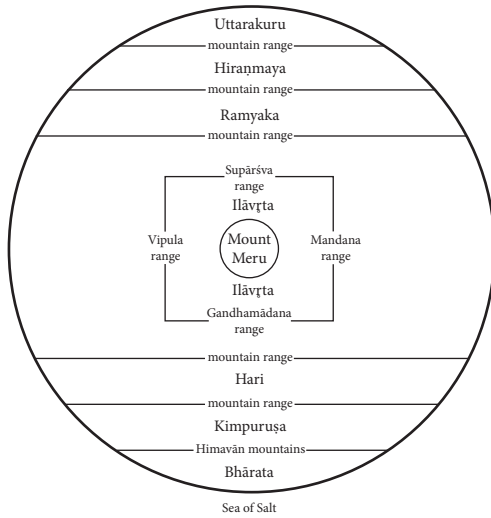 Uttarakuru
mountain range
Hiraṇmaya
mountain range
Ramyaka
mountain range
Supārśva
range
Ilāvṛta
Vipula
range
Mount
Meru
Mandana
range
Ilāvṛta
Gandhamādana
range
mountain range
Hari
mountain range
Kimpuruṣa
Himavān mountains
Bhārata
Sea of Salt